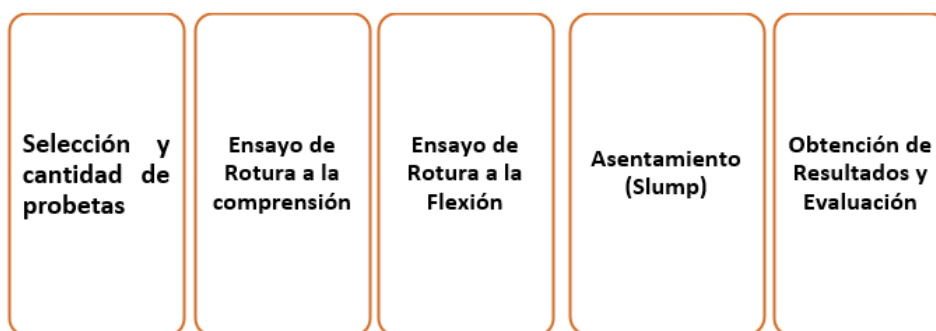 Selección y
cantidad de
probetas
Ensayo de
Rotura a la
comprensión
Ensayo de
Rotura a la
Flexión
Asentamiento
(Slump)
Obtención de
Resultados y
Evaluación